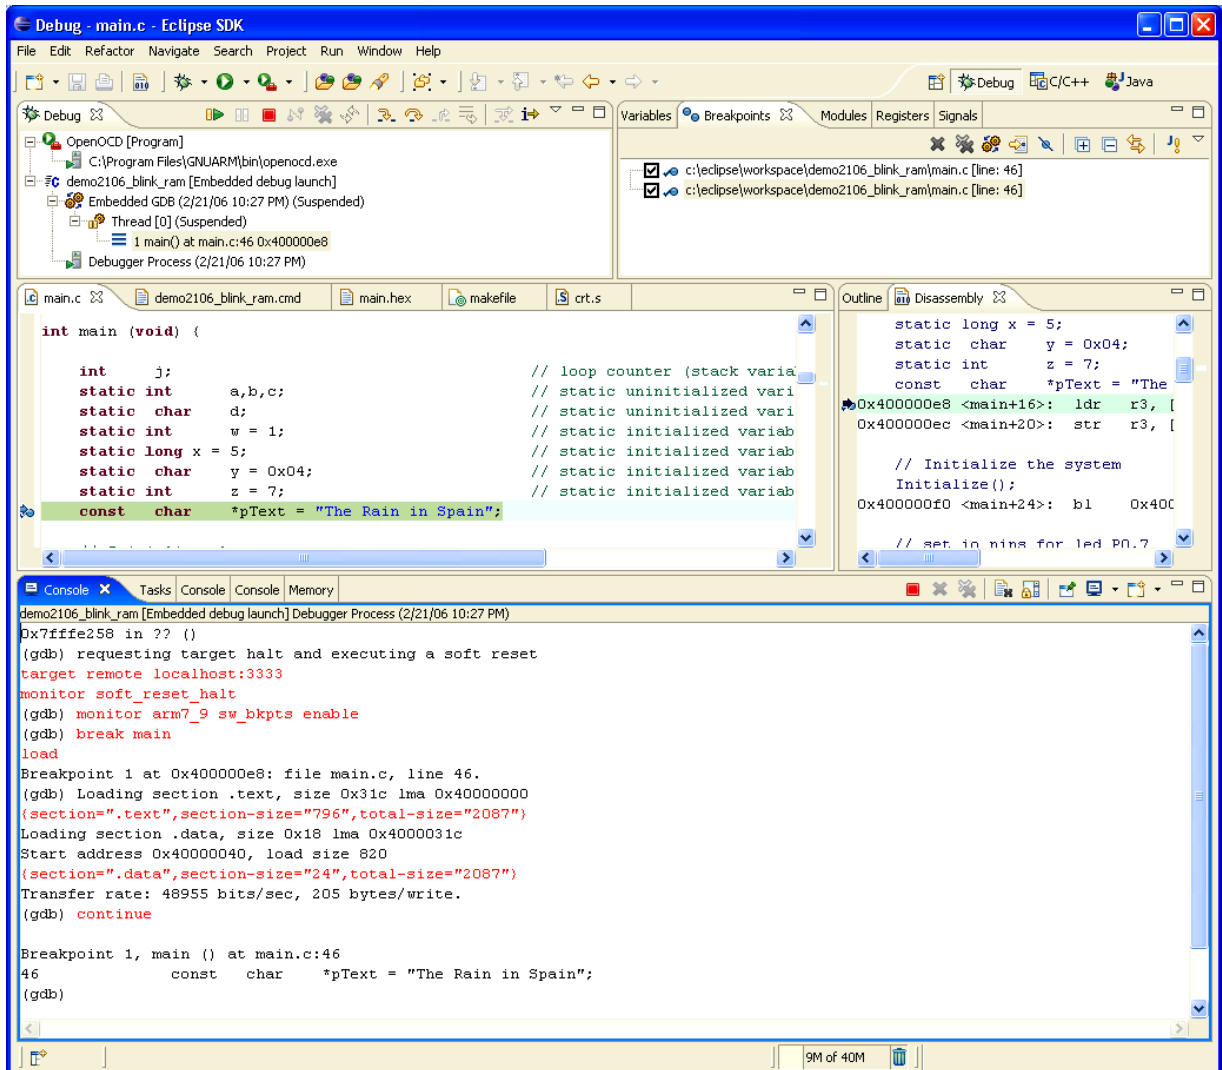 Debug - main.c - Eclipse SDK
File Edit Refactor Navigate Search Project Run Window Help
Debug C/C++ Java
Debug
OpenOCD [Program]
C:\Program Files\GNUARM\bin\openocd.exe
demo2106_blink_ram [Embedded debug launch]
Embedded GDB (2/21/06 10:27 PM) (Suspended)
Thread [0] (Suspended)
1 main() at main.c:46 0x400000e8
Debugger Process (2/21/06 10:27 PM)
Variables Breakpoints Modules Registers Signals
c:\eclipse\workspace\demo2106_blink_ram\main.c [line: 46]
c:\eclipse\workspace\demo2106_blink_ram\main.c [line: 46]
main.c demo2106_blink_ram.cmd main.hex makefile crt.s
int main (void) {
int j; // loop counter (stack varia
static int a,b,c; // static uninitialized vari
static char d; // static uninitialized vari
static int w = 1; // static initialized variab
static long x = 5; // static initialized variab
static char y = 0x04; // static initialized variab
static int z = 7; // static initialized variab
const char *pText = "The Rain in Spain";
Outline Disassembly
static long x = 5;
static char y = 0x04;
static int z = 7;
const char *pText = "The
0x400000e8 <main+16>: ldr r3, [
0x400000ec <main+20>: str r3, [
// Initialize the system
Initialize();
0x400000f0 <main+24>: bl 0x400
// set io pins for led P0.7
Console Tasks Console Console Memory
demo2106_blink_ram [Embedded debug launch] Debugger Process (2/21/06 10:27 PM)
0x7fffe258 in ?? ()
(gdb) requesting target halt and executing a soft reset
target remote localhost:3333
monitor soft_reset_halt
(gdb) monitor arm7_9 sw_bkpts enable
(gdb) break main
load
Breakpoint 1 at 0x400000e8: file main.c, line 46.
(gdb) Loading section .text, size 0x31c lma 0x40000000
{section=".text",section-size="796",total-size="2087"}
Loading section .data, size 0x18 lma 0x4000031c
Start address 0x40000040, load size 820
{section=".data",section-size="24",total-size="2087"}
Transfer rate: 48955 bits/sec, 205 bytes/write.
(gdb) continue
Breakpoint 1, main () at main.c:46
46 const char *pText = "The Rain in Spain";
(gdb)
9M of 40M